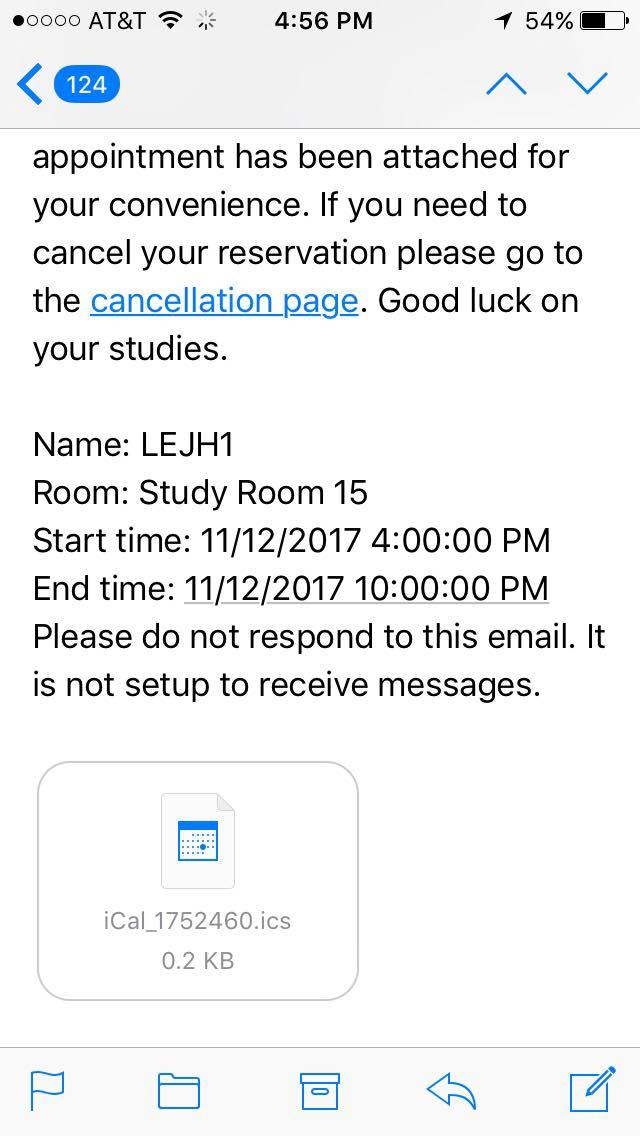 AT&T 4:56 PM 54%
124
appointment has been attached for
your convenience. If you need to
cancel your reservation please go to
the cancellation page. Good luck on
your studies.
Name: LEJH1
Room: Study Room 15
Start time: 11/12/2017 4:00:00 PM
End time: 11/12/2017 10:00:00 PM
Please do not respond to this email. It
is not setup to receive messages.
iCal_1752460.ics
0.2 KB